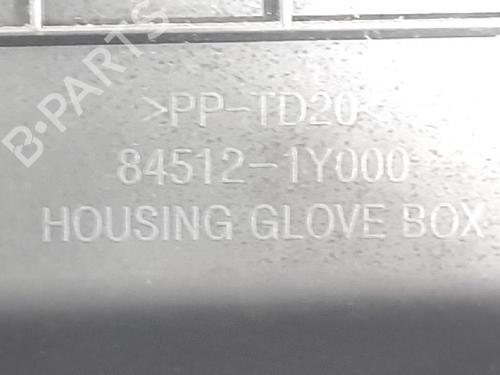 B-PARTS
>PP-TD20<
84512-1Y000
HOUSING GLOVE BOX